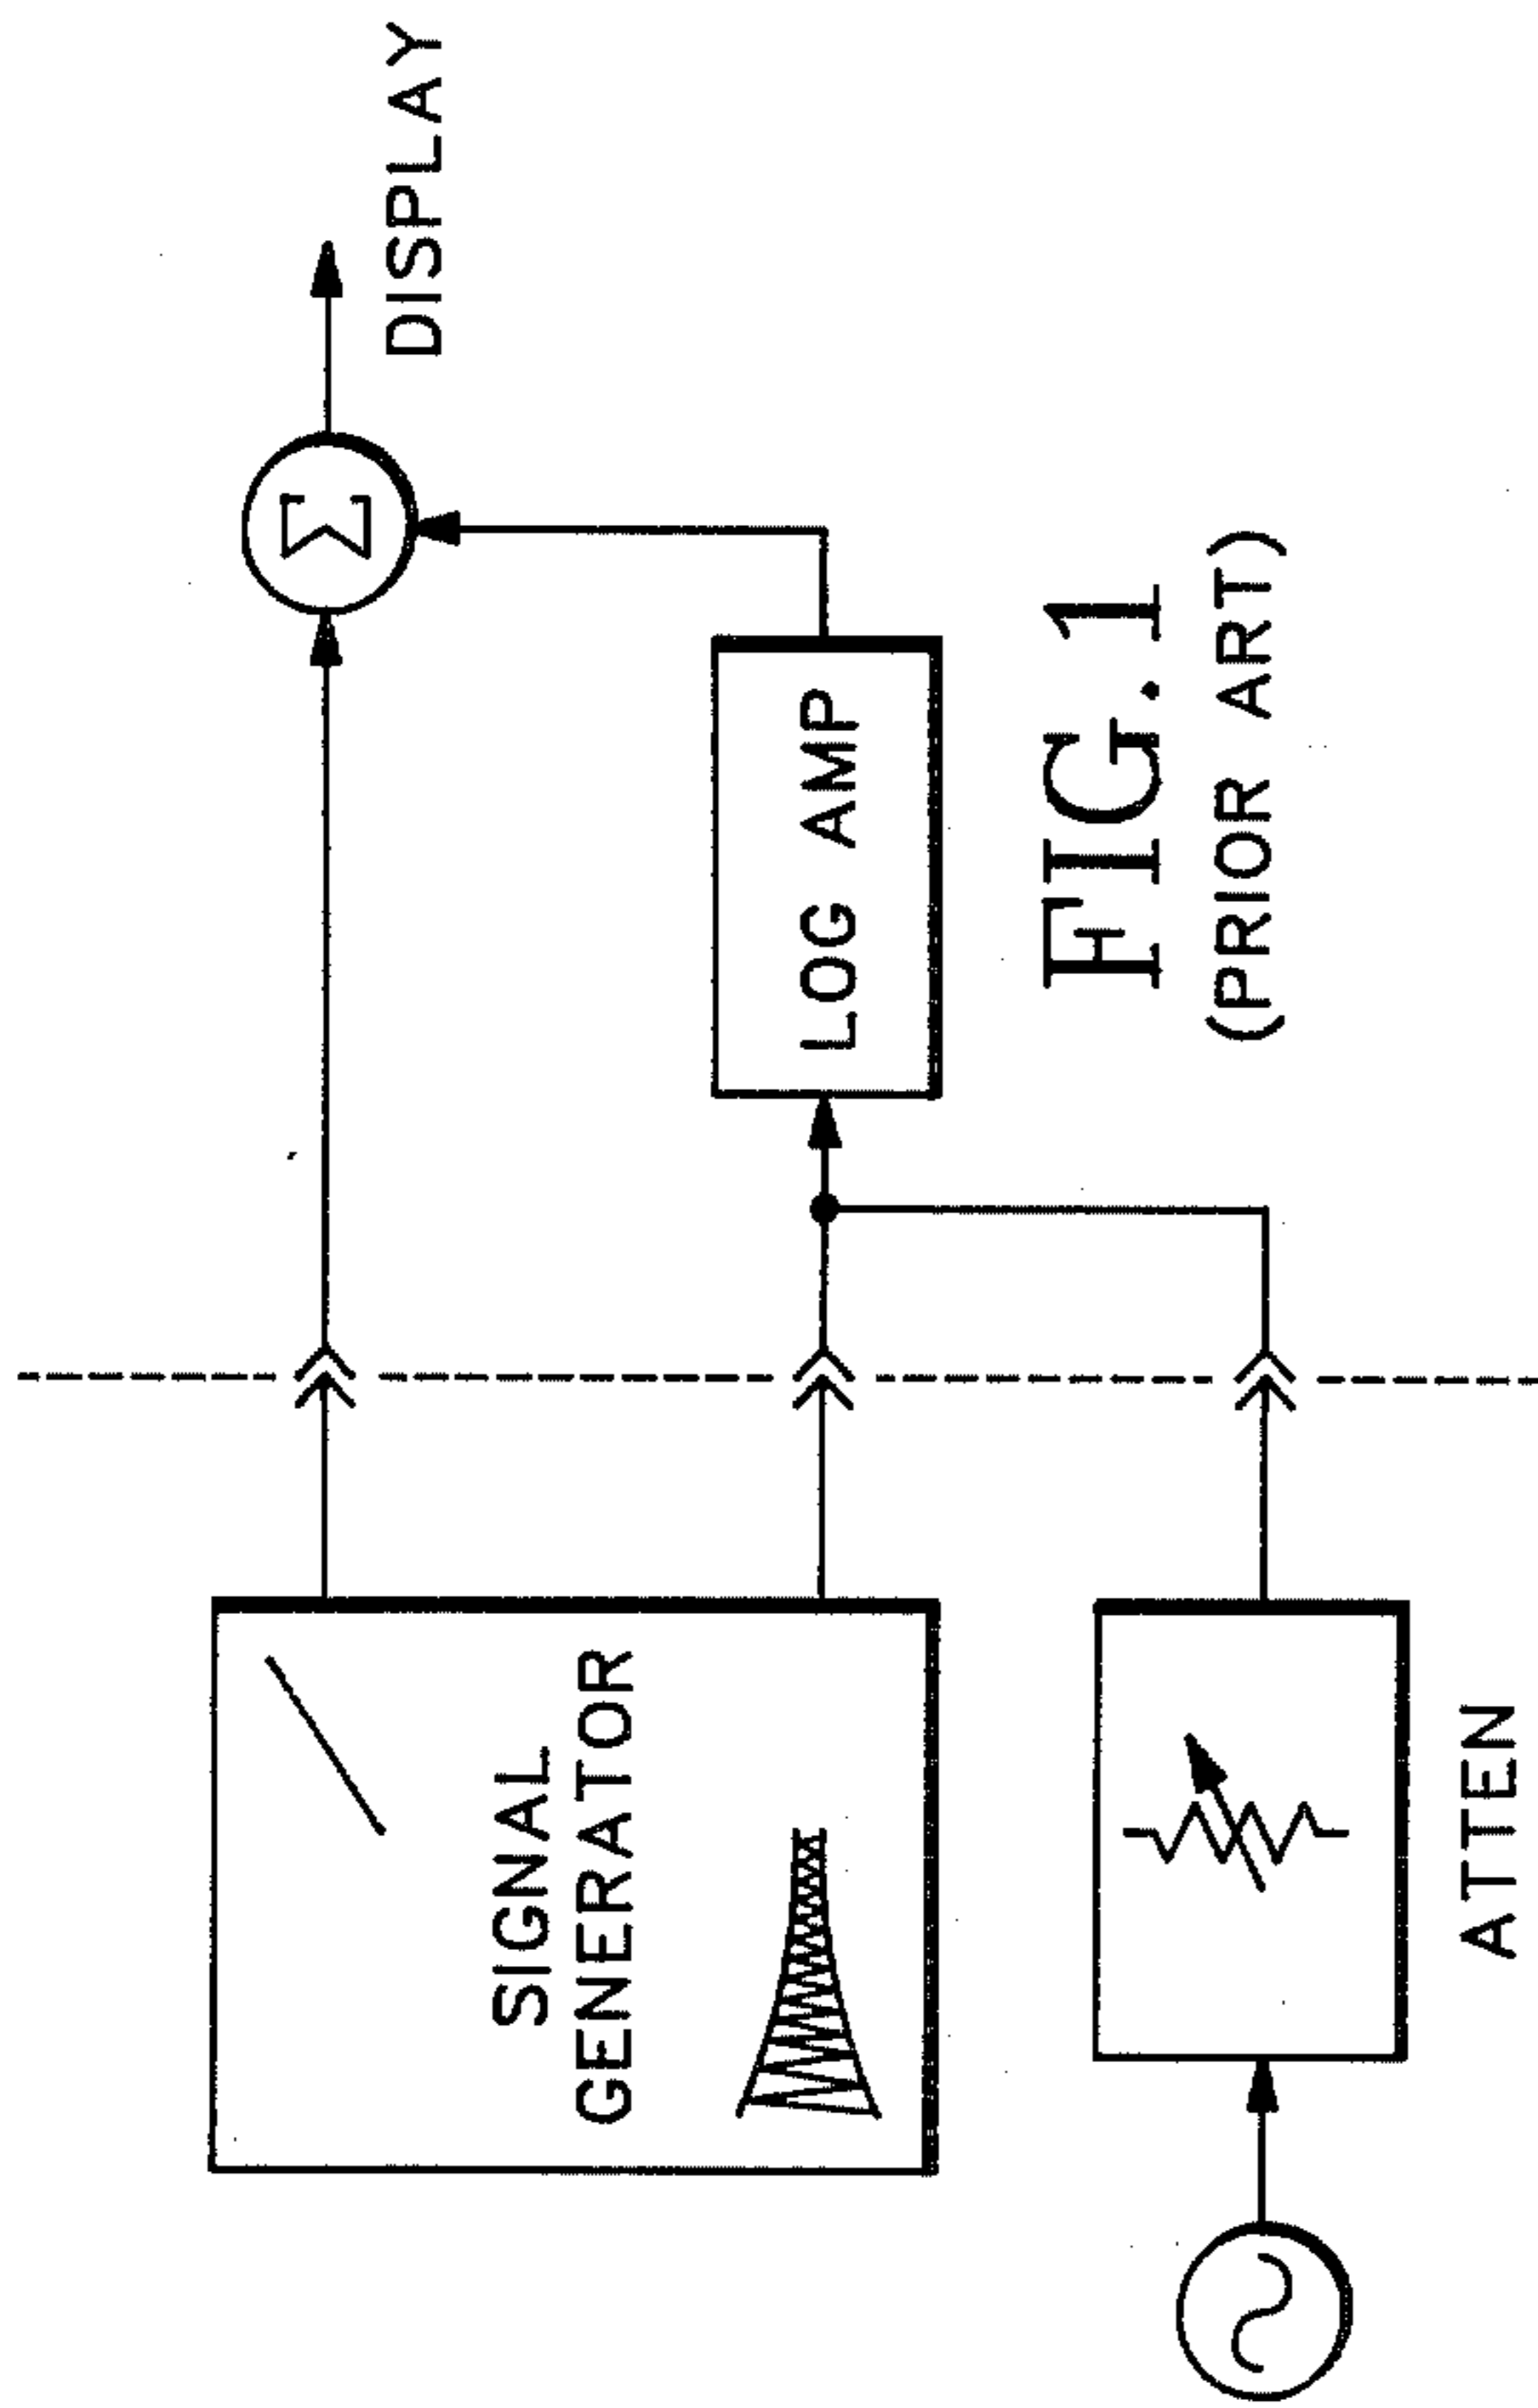 DISPLAY
Σ
LOG AMP
SIGNAL
GENERATOR
ATTEN
FIG. 1
(PRIOR ART)